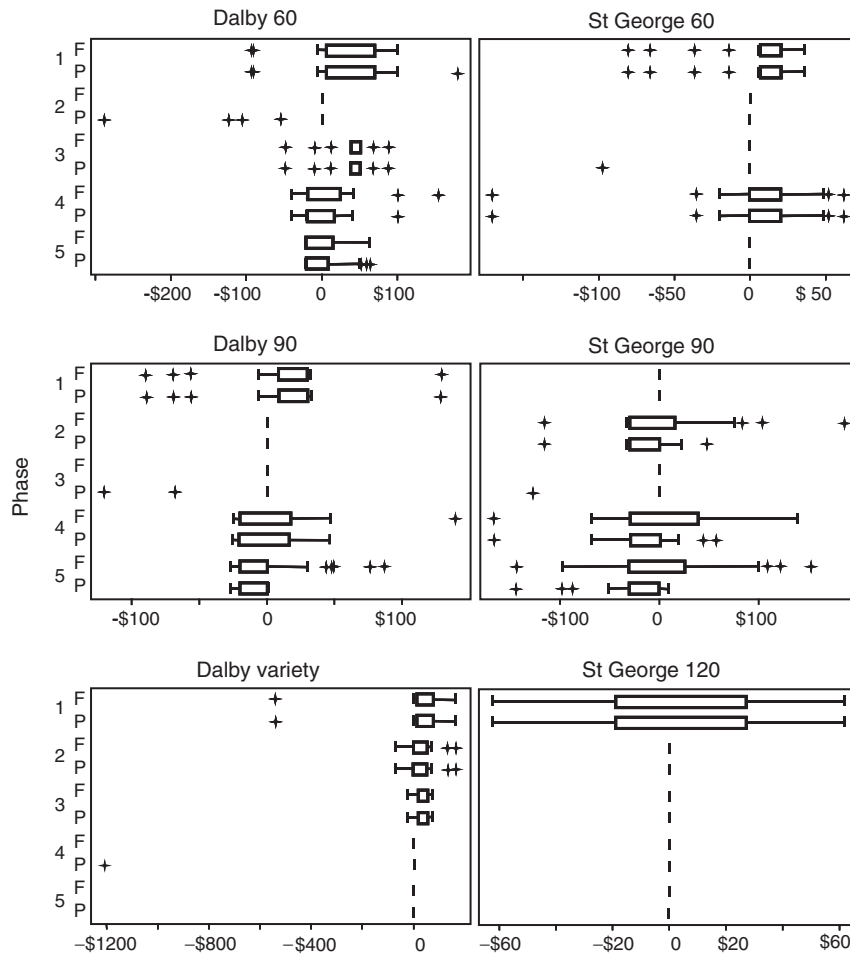 Dalby 60
St George 60
1 F
P
2 F
P
3 F
P
4 F
P
5 F
P
-$200 -$100 0 $100
-$100 -$50 0 $ 50
Dalby 90
St George 90
Phase
1 F
P
2 F
P
3 F
P
4 F
P
5 F
P
-$100 0 $100
-$100 0 $100
Dalby variety
St George 120
1 F
P
2 F
P
3 F
P
4 F
P
5 F
P
–$1200 –$800 –$400 0
–$60 –$20 0 $20 $60